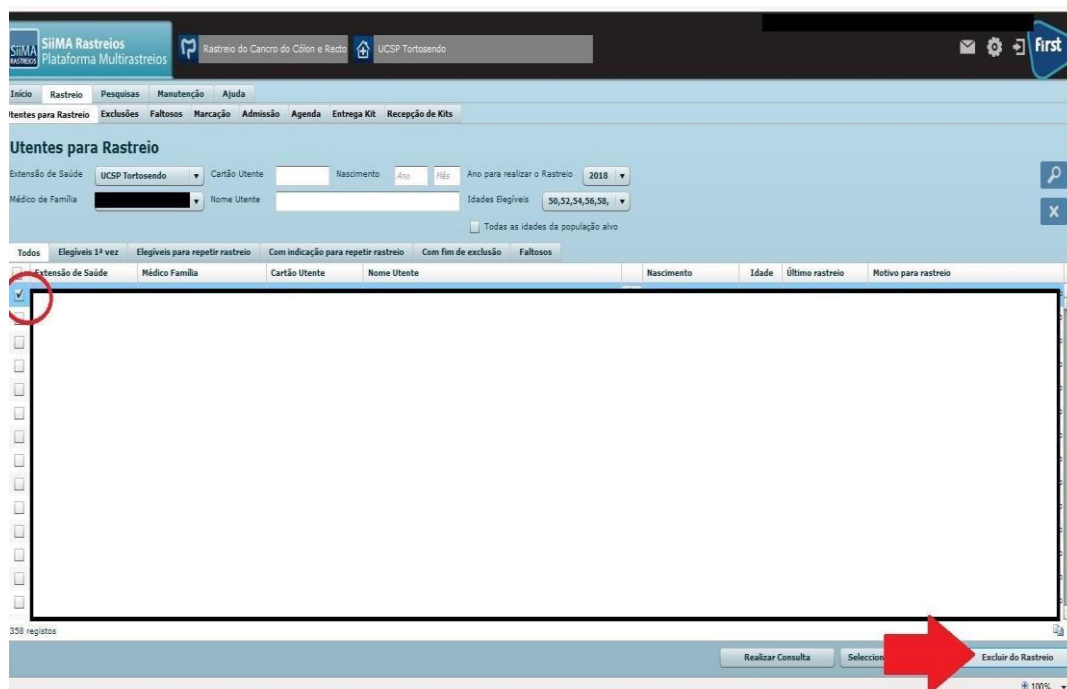 SiiMA RASTREIOS
SiiMA Rastreios
Plataforma Multirastreios
Rastreio do Cancro do Cólon e Recto
UCSP Tortosendo
First
Início Rastreio Pesquisas Manutenção Ajuda
Utentes para Rastreio Exclusões Faltosos Marcação Admissão Agenda Entrega Kit Recepção de Kits
Utentes para Rastreio
Extensão de Saúde UCSP Tortosendo Cartão Utente Nascimento Ano Mês Ano para realizar o Rastreio 2018
Médico de Família Nome Utente Idades Elegíveis 50,52,54,56,58,
Todas as idades da população alvo
Todos Elegíveis 1ª vez Elegíveis para repetir rastreio Com indicação para repetir rastreio Com fim de exclusão Faltosos
Extensão de Saúde Médico Família Cartão Utente Nome Utente Nascimento Idade Último rastreio Motivo para rastreio
358 registos
Realizar Consulta Seleccion Excluir do Rastreio
100%